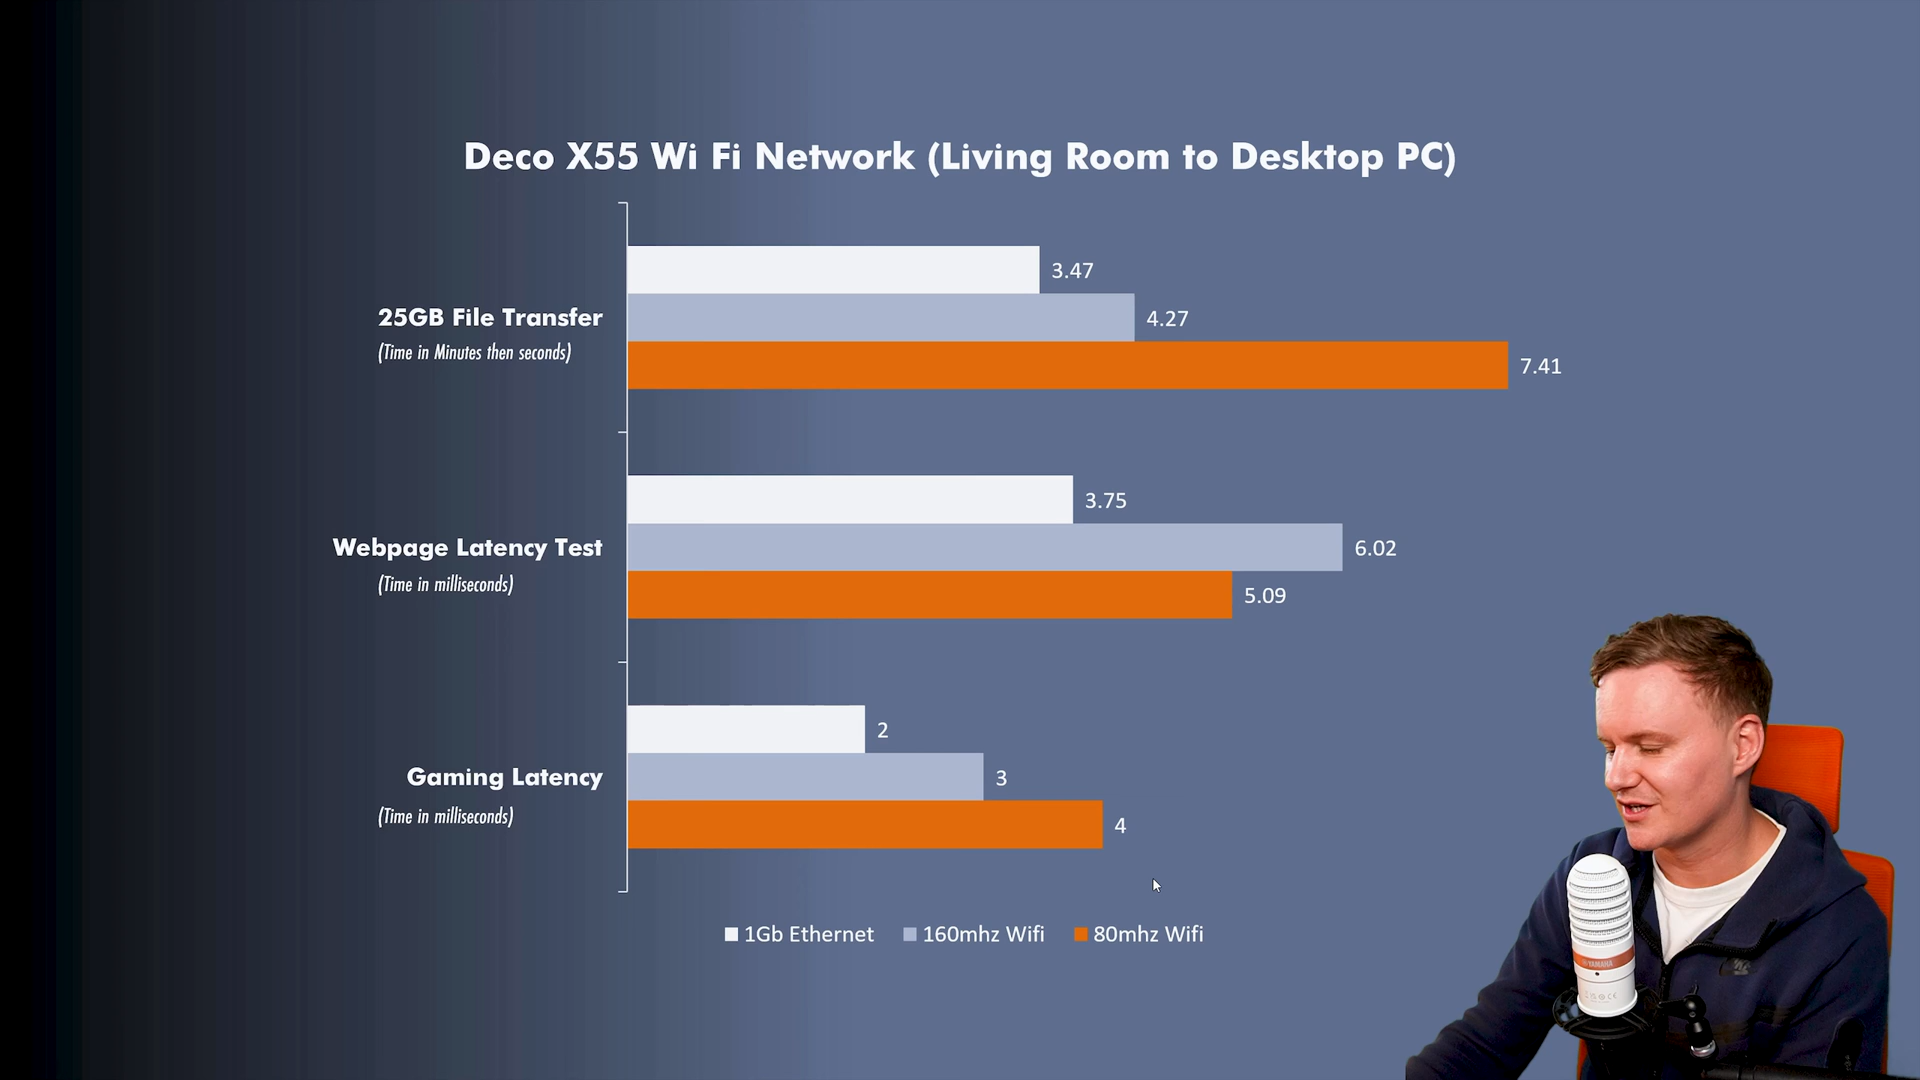 Deco X55 Wi Fi Network (Living Room to Desktop PC)
25GB File Transfer
(Time in Minutes then seconds)
3.47
4.27
7.41
Webpage Latency Test
(Time in milliseconds)
3.75
6.02
5.09
Gaming Latency
(Time in milliseconds)
2
3
4
1Gb Ethernet 160mhz Wifi 80mhz Wifi
YAMAHA